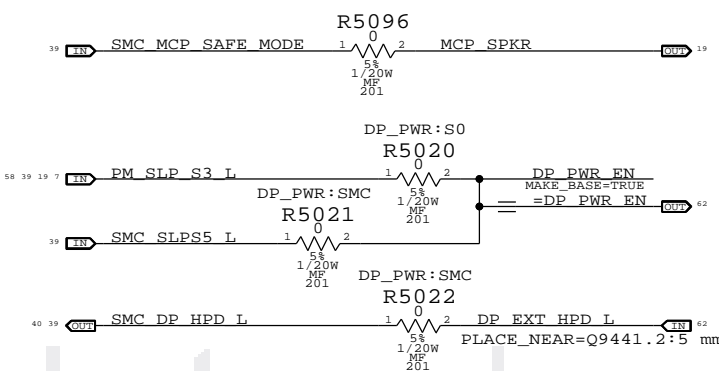 R5096
0
39 IN SMC_MCP_SAFE_MODE 1 2 MCP_SPKR OUT 19
5%
1/20W
MF
201
DP_PWR:S0
R5020
0
58 39 19 7 IN PM_SLP_S3_L 1 2 DP_PWR_EN
MAKE_BASE=TRUE
5%
1/20W
MF
201
=DP_PWR_EN OUT 62
DP_PWR:SMC
R5021
0
39 IN SMC_SLPS5_L 1 2
5%
1/20W
MF
201
DP_PWR:SMC
R5022
0
40 39 OUT SMC_DP_HPD_L 1 2 DP_EXT_HPD_L IN 62
PLACE_NEAR=Q9441.2:5 mm
5%
1/20W
MF
201